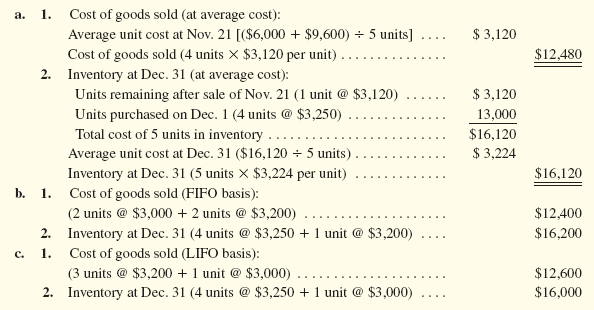 a. 1. Cost of goods sold (at average cost):
Average unit cost at Nov. 21 [($6,000 + $9,600) ÷ 5 units] .... $ 3,120
Cost of goods sold (4 units × $3,120 per unit) ............... $12,480
2. Inventory at Dec. 31 (at average cost):
Units remaining after sale of Nov. 21 (1 unit @ $3,120) ...... $ 3,120
Units purchased on Dec. 1 (4 units @ $3,250) .............. 13,000
Total cost of 5 units in inventory ......................... $16,120
Average unit cost at Dec. 31 ($16,120 ÷ 5 units) ............. $ 3,224
Inventory at Dec. 31 (5 units × $3,224 per unit) ............. $16,120
b. 1. Cost of goods sold (FIFO basis):
(2 units @ $3,000 + 2 units @ $3,200) .................... $12,400
2. Inventory at Dec. 31 (4 units @ $3,250 + 1 unit @ $3,200) .... $16,200
c. 1. Cost of goods sold (LIFO basis):
(3 units @ $3,200 + 1 unit @ $3,000) ..................... $12,600
2. Inventory at Dec. 31 (4 units @ $3,250 + 1 unit @ $3,000) .... $16,000